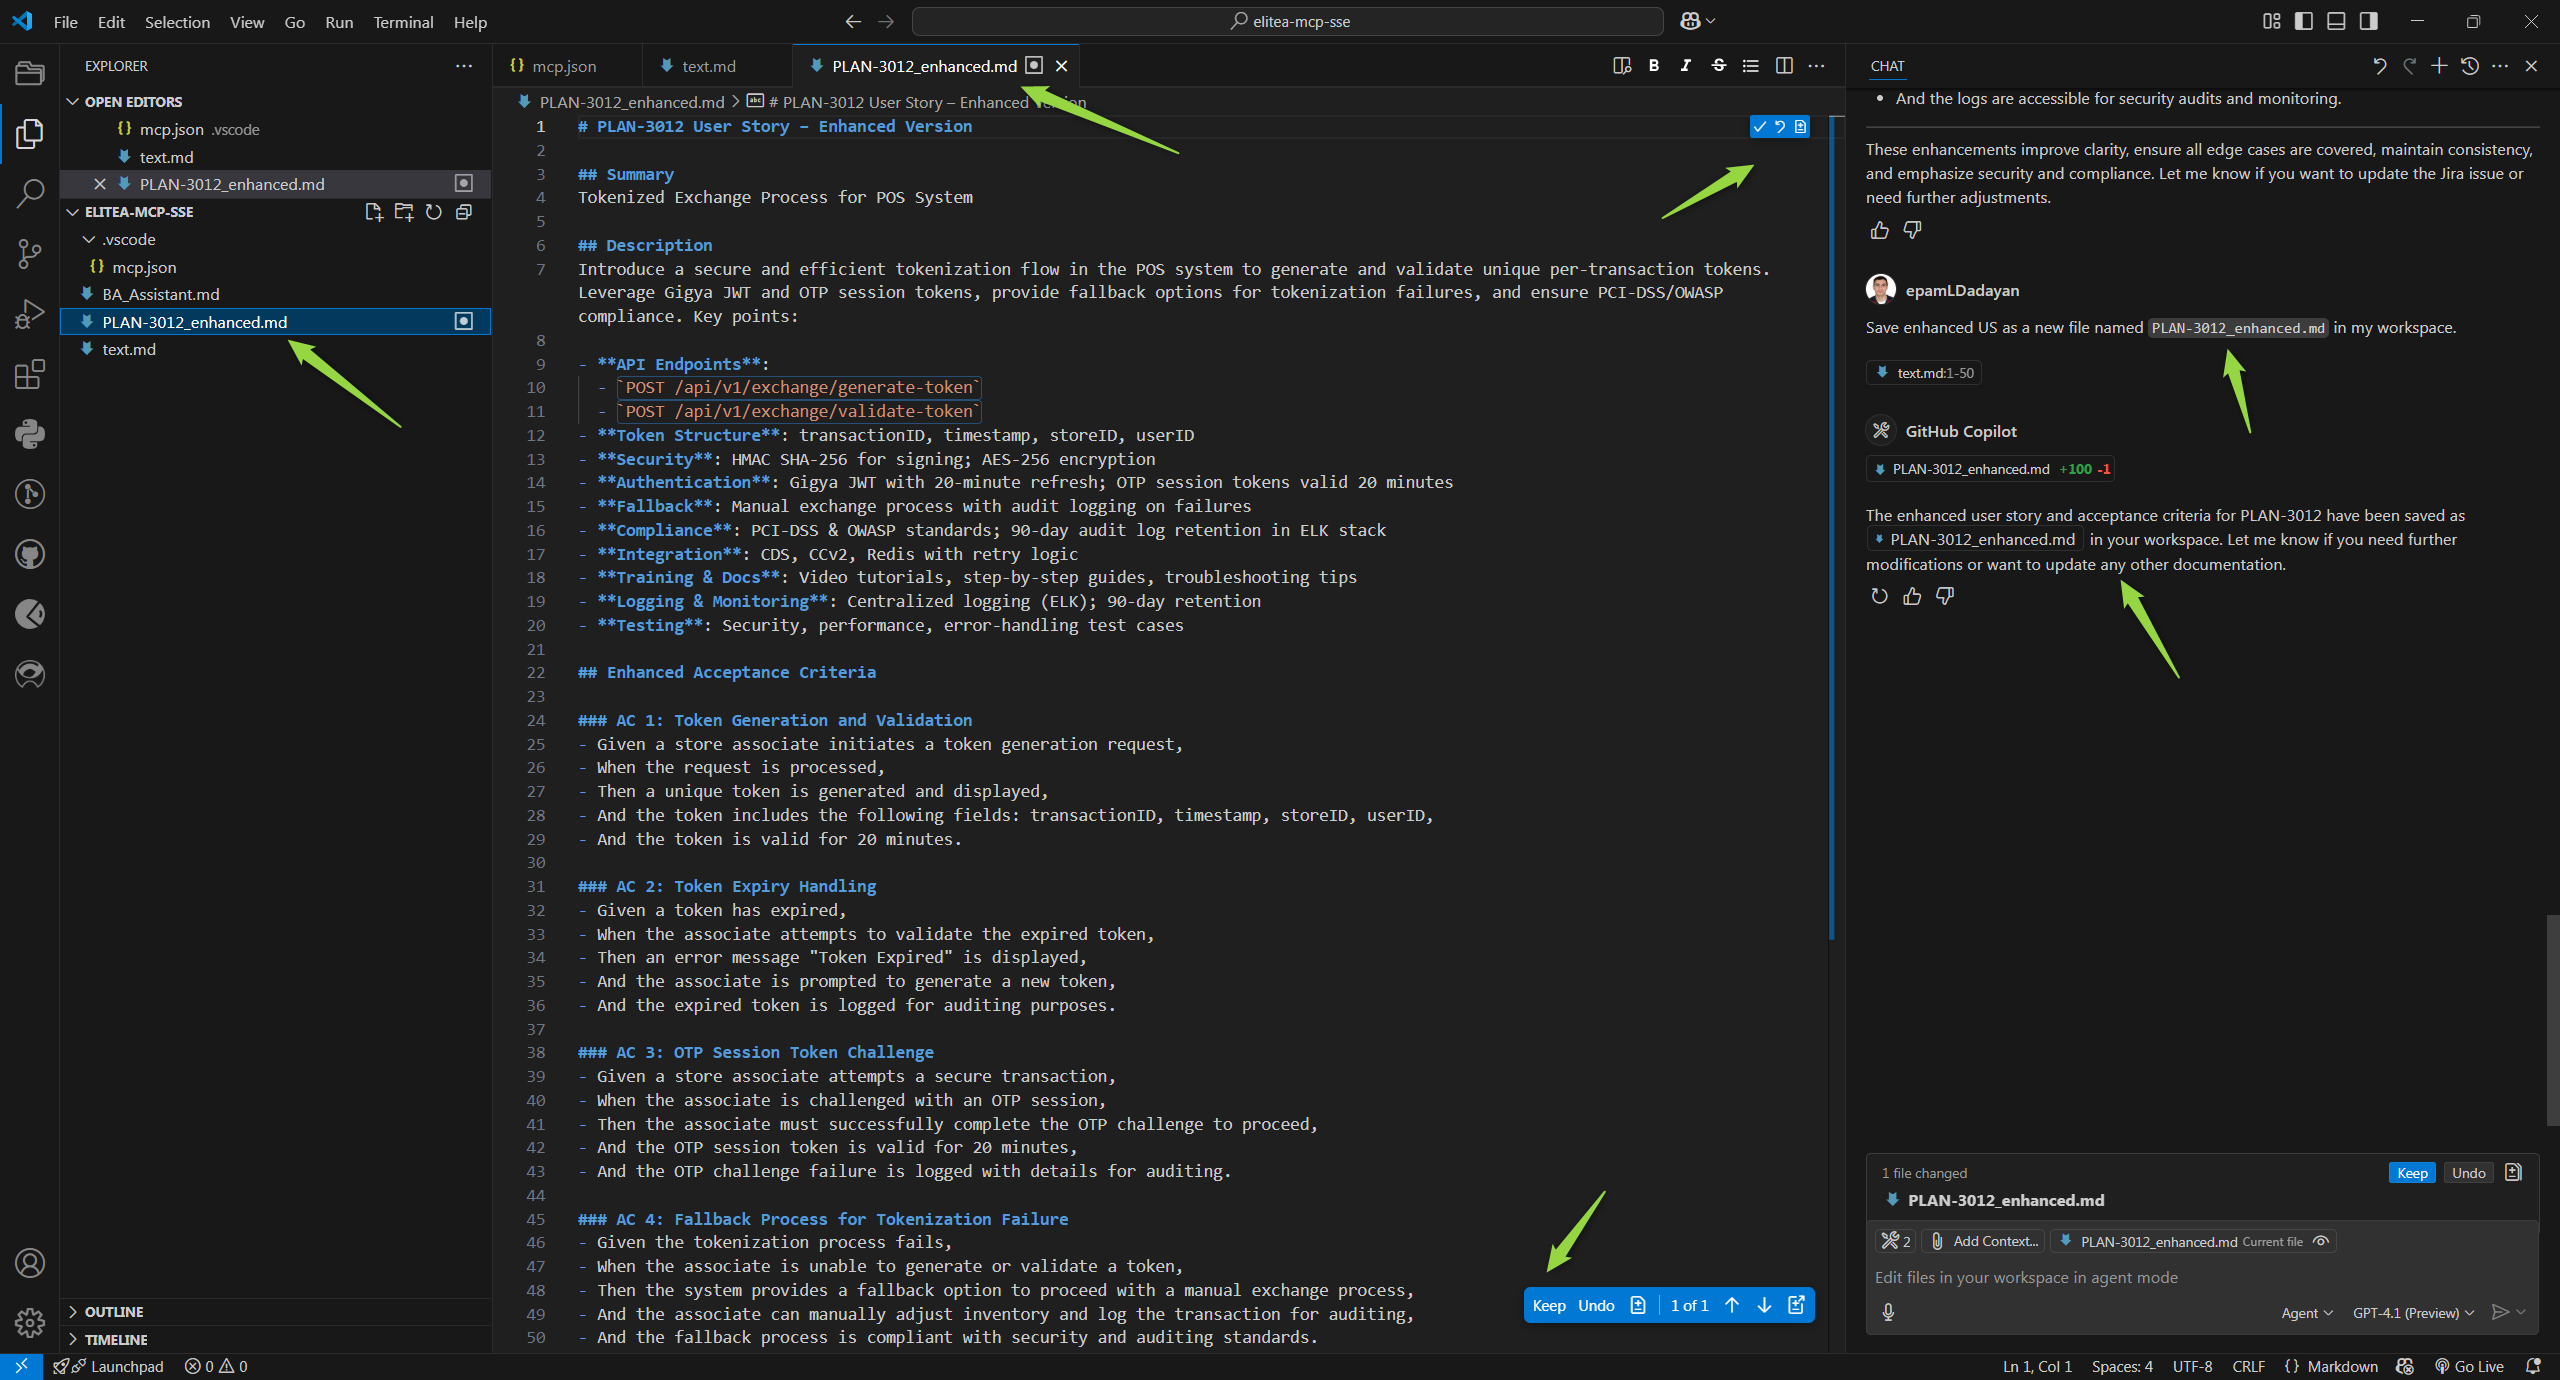 File Edit Selection View Go Run Terminal Help
elitea-mcp-sse
EXPLORER
OPEN EDITORS
mcp.json .vscode
text.md
PLAN-3012_enhanced.md
ELITEA-MCP-SSE
.vscode
mcp.json
BA_Assistant.md
PLAN-3012_enhanced.md
text.md
OUTLINE
TIMELINE
mcp.json
text.md
PLAN-3012_enhanced.md
PLAN-3012_enhanced.md > # PLAN-3012 User Story – Enhanced Version
1 # PLAN-3012 User Story – Enhanced Version
2
3 ## Summary
4 Tokenized Exchange Process for POS System
5
6 ## Description
7 Introduce a secure and efficient tokenization flow in the POS system to generate and validate unique per-transaction tokens.
Leverage Gigya JWT and OTP session tokens, provide fallback options for tokenization failures, and ensure PCI-DSS/OWASP
compliance. Key points:
8
9 - **API Endpoints**:
10 - `POST /api/v1/exchange/generate-token`
11 - `POST /api/v1/exchange/validate-token`
12 - **Token Structure**: transactionID, timestamp, storeID, userID
13 - **Security**: HMAC SHA-256 for signing; AES-256 encryption
14 - **Authentication**: Gigya JWT with 20-minute refresh; OTP session tokens valid 20 minutes
15 - **Fallback**: Manual exchange process with audit logging on failures
16 - **Compliance**: PCI-DSS & OWASP standards; 90-day audit log retention in ELK stack
17 - **Integration**: CDS, CCv2, Redis with retry logic
18 - **Training & Docs**: Video tutorials, step-by-step guides, troubleshooting tips
19 - **Logging & Monitoring**: Centralized logging (ELK); 90-day retention
20 - **Testing**: Security, performance, error-handling test cases
21
22 ## Enhanced Acceptance Criteria
23
24 ### AC 1: Token Generation and Validation
25 - Given a store associate initiates a token generation request,
26 - When the request is processed,
27 - Then a unique token is generated and displayed,
28 - And the token includes the following fields: transactionID, timestamp, storeID, userID,
29 - And the token is valid for 20 minutes.
30
31 ### AC 2: Token Expiry Handling
32 - Given a token has expired,
33 - When the associate attempts to validate the expired token,
34 - Then an error message "Token Expired" is displayed,
35 - And the associate is prompted to generate a new token,
36 - And the expired token is logged for auditing purposes.
37
38 ### AC 3: OTP Session Token Challenge
39 - Given a store associate attempts a secure transaction,
40 - When the associate is challenged with an OTP session,
41 - Then the associate must successfully complete the OTP challenge to proceed,
42 - And the OTP session token is valid for 20 minutes,
43 - And the OTP challenge failure is logged with details for auditing.
44
45 ### AC 4: Fallback Process for Tokenization Failure
46 - Given the tokenization process fails,
47 - When the associate is unable to generate or validate a token,
48 - Then the system provides a fallback option to proceed with a manual exchange process,
49 - And the associate can manually adjust inventory and log the transaction for auditing,
50 - And the fallback process is compliant with security and auditing standards.
Keep Undo 1 of 1
CHAT
• And the logs are accessible for security audits and monitoring.
These enhancements improve clarity, ensure all edge cases are covered, maintain consistency,
and emphasize security and compliance. Let me know if you want to update the Jira issue or
need further adjustments.
epamLDadayan
Save enhanced US as a new file named PLAN-3012_enhanced.md in my workspace.
text.md:1-50
GitHub Copilot
PLAN-3012_enhanced.md +100 -1
The enhanced user story and acceptance criteria for PLAN-3012 have been saved as
PLAN-3012_enhanced.md in your workspace. Let me know if you need further
modifications or want to update any other documentation.
1 file changed Keep Undo
PLAN-3012_enhanced.md
2 Add Context... PLAN-3012_enhanced.md Current file
Edit files in your workspace in agent mode
Agent GPT-4.1 (Preview)
Launchpad 0 0 Ln 1, Col 1 Spaces: 4 UTF-8 CRLF {} Markdown Go Live